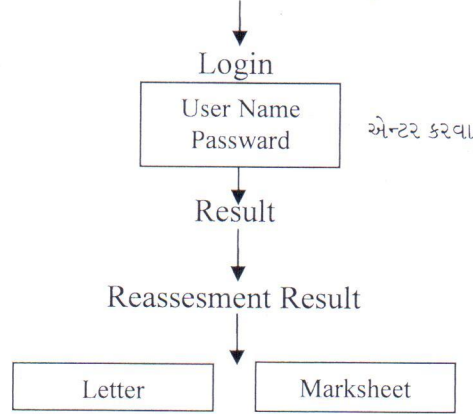 Login
User Name
Passward
એન્ટર કરવા
Result
Reassesment Result
Letter
Marksheet